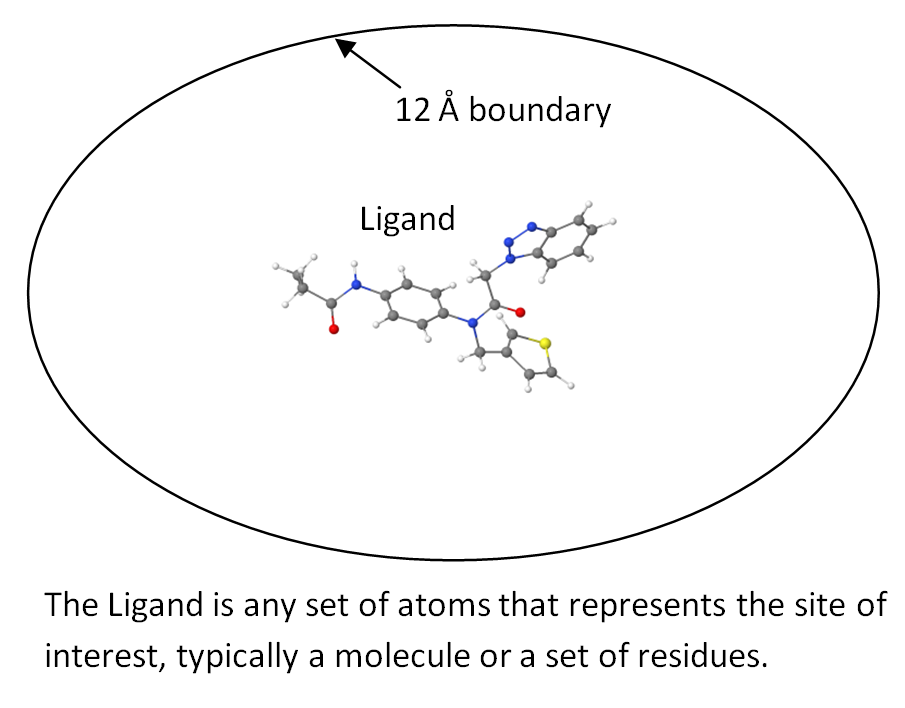 12 Å boundary
Ligand
The Ligand is any set of atoms that represents the site of
interest, typically a molecule or a set of residues.